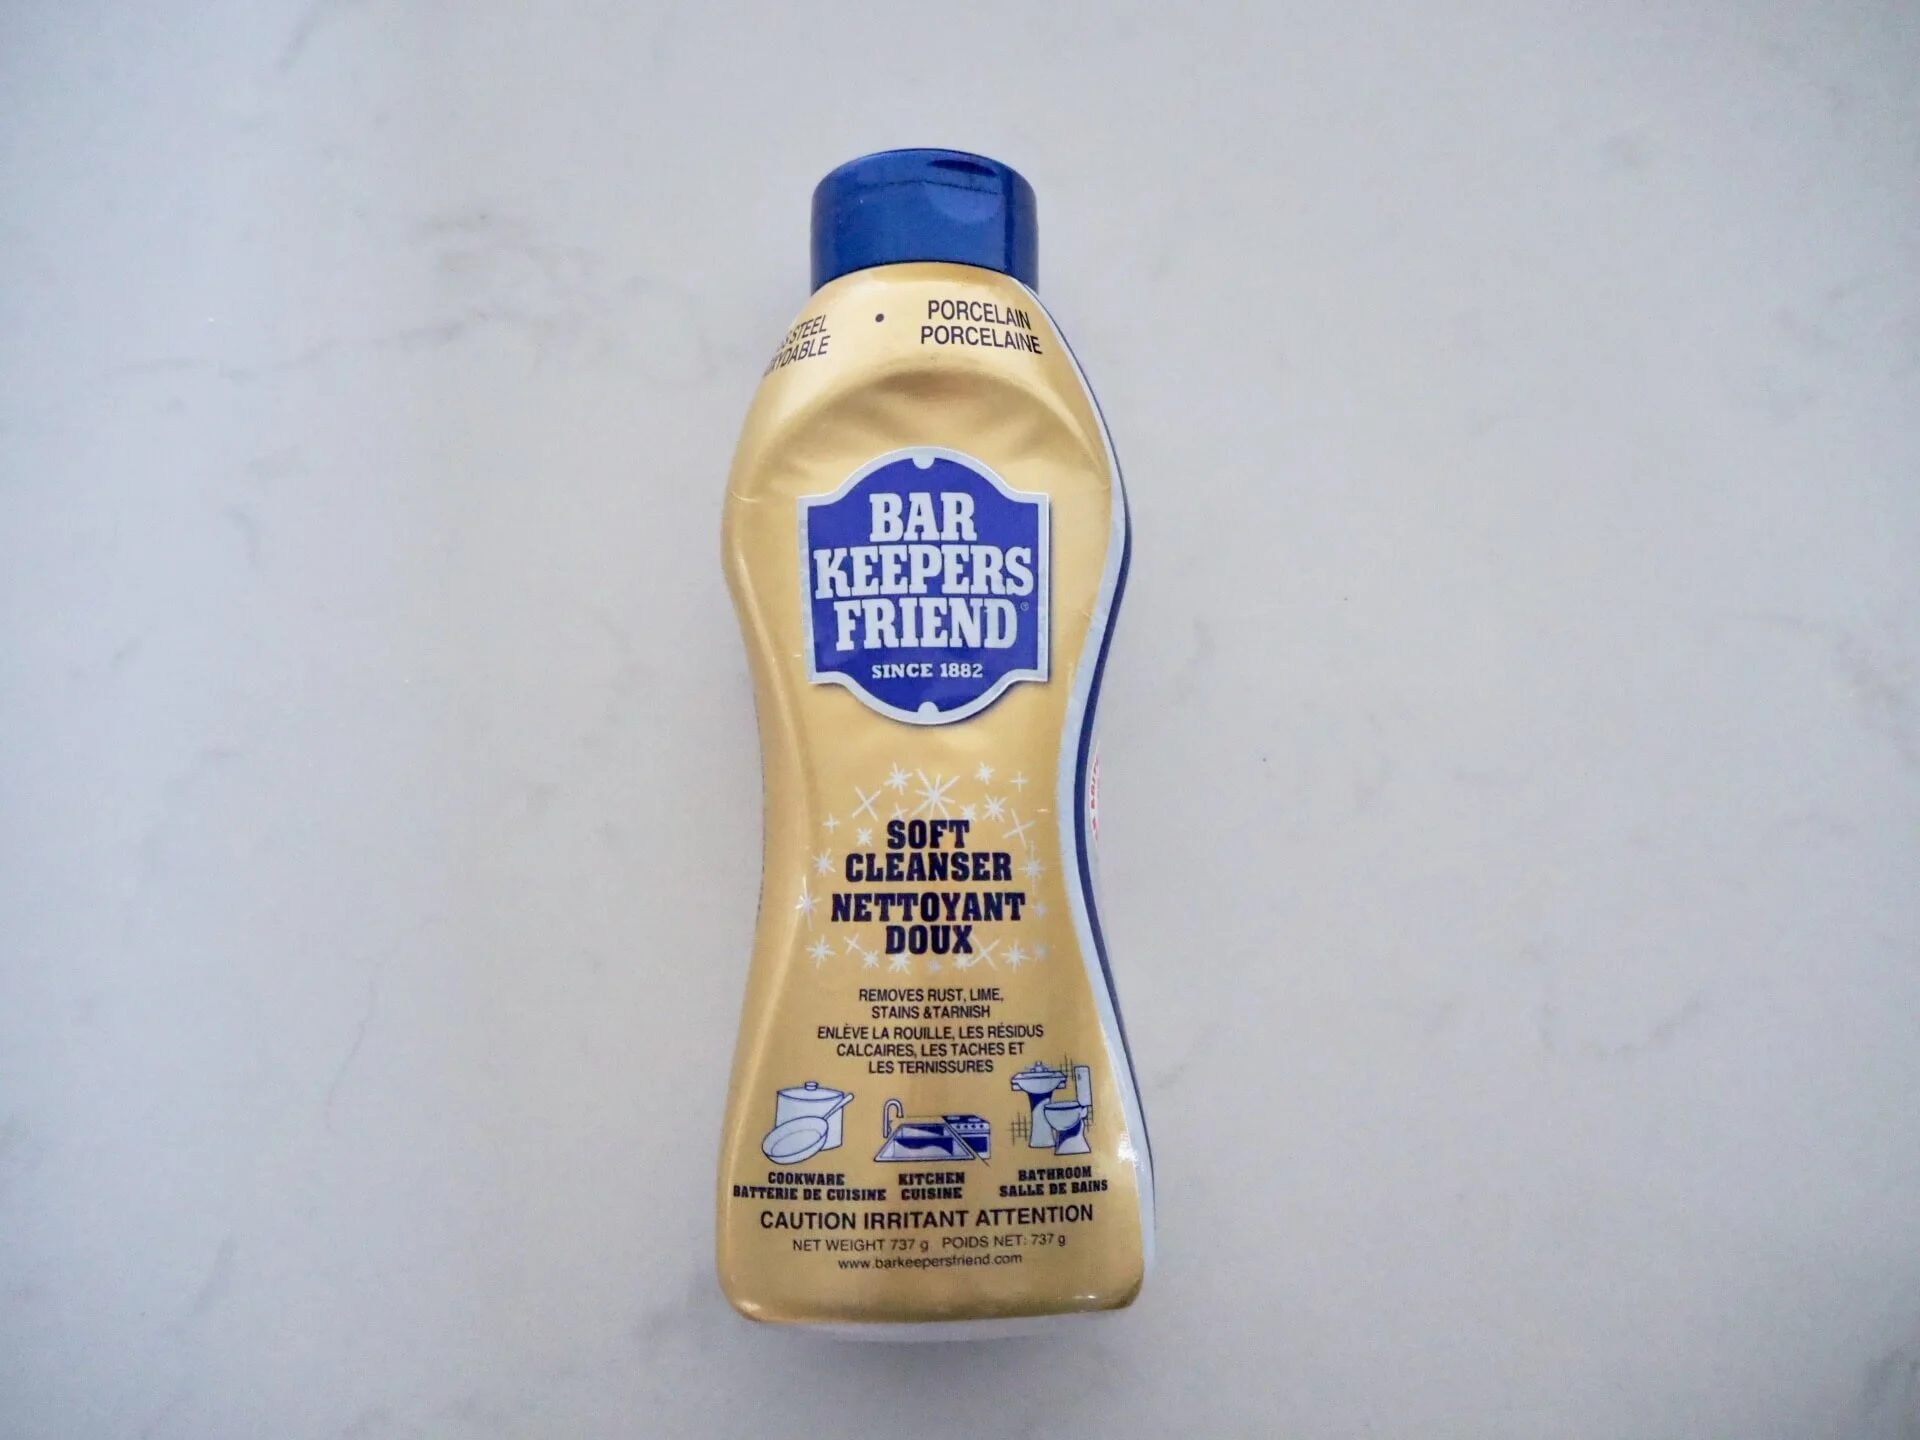 STEEL • PORCELAIN
PORCELAINE
BAR
KEEPERS
FRIEND®
SINCE 1882
SOFT
CLEANSER
NETTOYANT
DOUX
REMOVES RUST, LIME,
STAINS & TARNISH
ENLÈVE LA ROUILLE, LES RÉSIDUS
CALCAIRES, LES TACHES ET
LES TERNISSURES
COOKWARE KITCHEN BATHROOM
BATTERIE DE CUISINE CUISINE SALLE DE BAINS
CAUTION IRRITANT ATTENTION
NET WEIGHT 737 g POIDS NET: 737 g
www.barkeepersfriend.com